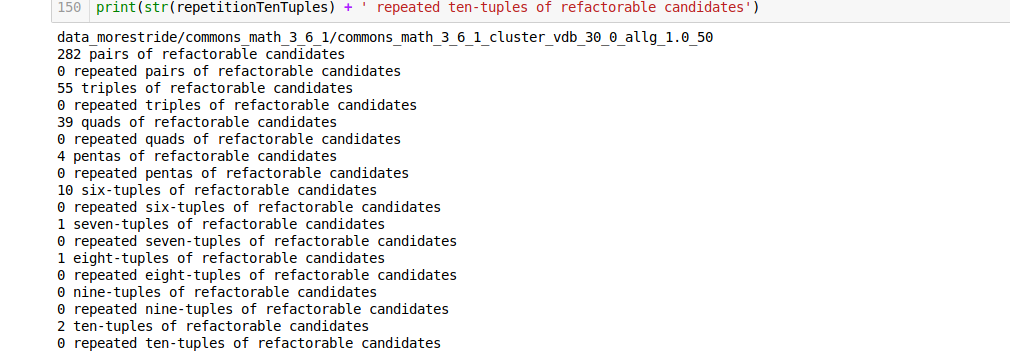 150 print(str(repetitionTenTuples) + ' repeated ten-tuples of refactorable candidates')
data_morestride/commons_math_3_6_1/commons_math_3_6_1_cluster_vdb_30_0_allg_1.0_50
282 pairs of refactorable candidates
0 repeated pairs of refactorable candidates
55 triples of refactorable candidates
0 repeated triples of refactorable candidates
39 quads of refactorable candidates
0 repeated quads of refactorable candidates
4 pentas of refactorable candidates
0 repeated pentas of refactorable candidates
10 six-tuples of refactorable candidates
0 repeated six-tuples of refactorable candidates
1 seven-tuples of refactorable candidates
0 repeated seven-tuples of refactorable candidates
1 eight-tuples of refactorable candidates
0 repeated eight-tuples of refactorable candidates
0 nine-tuples of refactorable candidates
0 repeated nine-tuples of refactorable candidates
2 ten-tuples of refactorable candidates
0 repeated ten-tuples of refactorable candidates